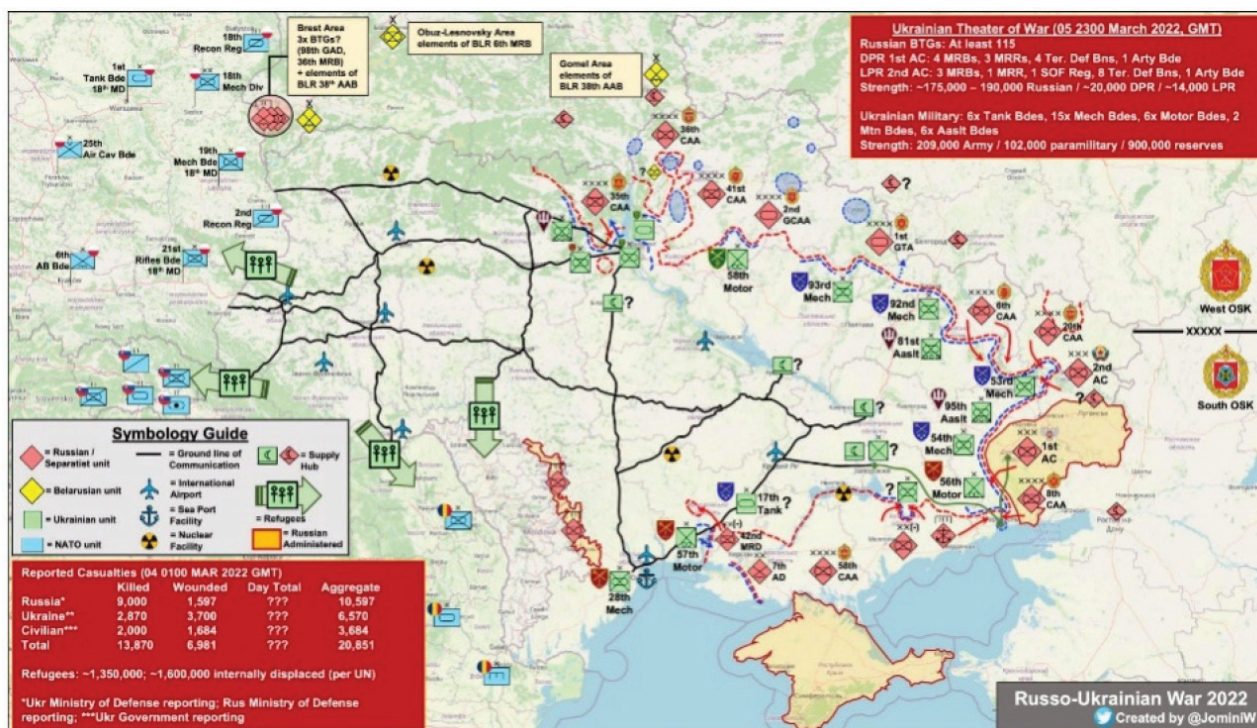 18th
Recon Reg
1st
Tank Bde
18th MD
18th
Mech Div
Brest Area
3x BTGs?
(98th GAD,
36th MRB)
+ elements of
BLR 38th AAB
Obuz-Lesnovsky Area
elements of BLR 6th MRB
Gomel Area
elements of
BLR 38th AAB
Ukrainian Theater of War (05 2300 March 2022, GMT)
Russian BTGs: At least 115
DPR 1st AC: 4 MRBs, 3 MRRs, 4 Ter. Def Bns, 1 Arty Bde
LPR 2nd AC: 3 MRBs, 1 MRR, 1 SOF Reg, 8 Ter. Def Bns, 1 Arty Bde
Strength: ~175,000 – 190,000 Russian / ~20,000 DPR / ~14,000 LPR
Ukrainian Military: 6x Tank Bdes, 15x Mech Bdes, 6x Motor Bdes, 2
Mtn Bdes, 6x Aaslt Bdes
Strength: 209,000 Army / 102,000 paramilitary / 900,000 reserves
25th
Air Cav Bde
19th
Mech Bde
18th MD
2nd
Recon Reg
6th
AB Bde
21st
Rifles Bde
18th MD
36th
CAA
35th
CAA
41st
CAA
2nd
GCAA
1st
GTA
58th
Motor
93rd
Mech
92nd
Mech
6th
CAA
20th
CAA
81st
Aaslt
2nd
AC
53rd
Mech
95th
Aaslt
54th
Mech
1st
AC
56th
Motor
8th
CAA
17th
Tank
42nd
MRD
57th
Motor
7th
AD
58th
CAA
28th
Mech
West OSK
XXXXX
South OSK
Symbology Guide
= Russian /
Separatist unit
= Belarusian unit
= Ukrainian unit
= NATO unit
= Ground line of
Communication
= International
Airport
= Sea Port
Facility
= Nuclear
Facility
= Supply
Hub
= Refugees
= Russian
Administered
Reported Casualties (04 0100 MAR 2022 GMT)
Killed Wounded Day Total Aggregate
Russia* 9,000 1,597 ??? 10,597
Ukraine** 2,870 3,700 ??? 6,570
Civilian*** 2,000 1,684 ??? 3,684
Total 13,870 6,981 ??? 20,851
Refugees: ~1,350,000; ~1,600,000 internally displaced (per UN)
*Ukr Ministry of Defense reporting; Rus Ministry of Defense
reporting; ***Ukr Government reporting
Russo-Ukrainian War 2022
Created by @JominiW